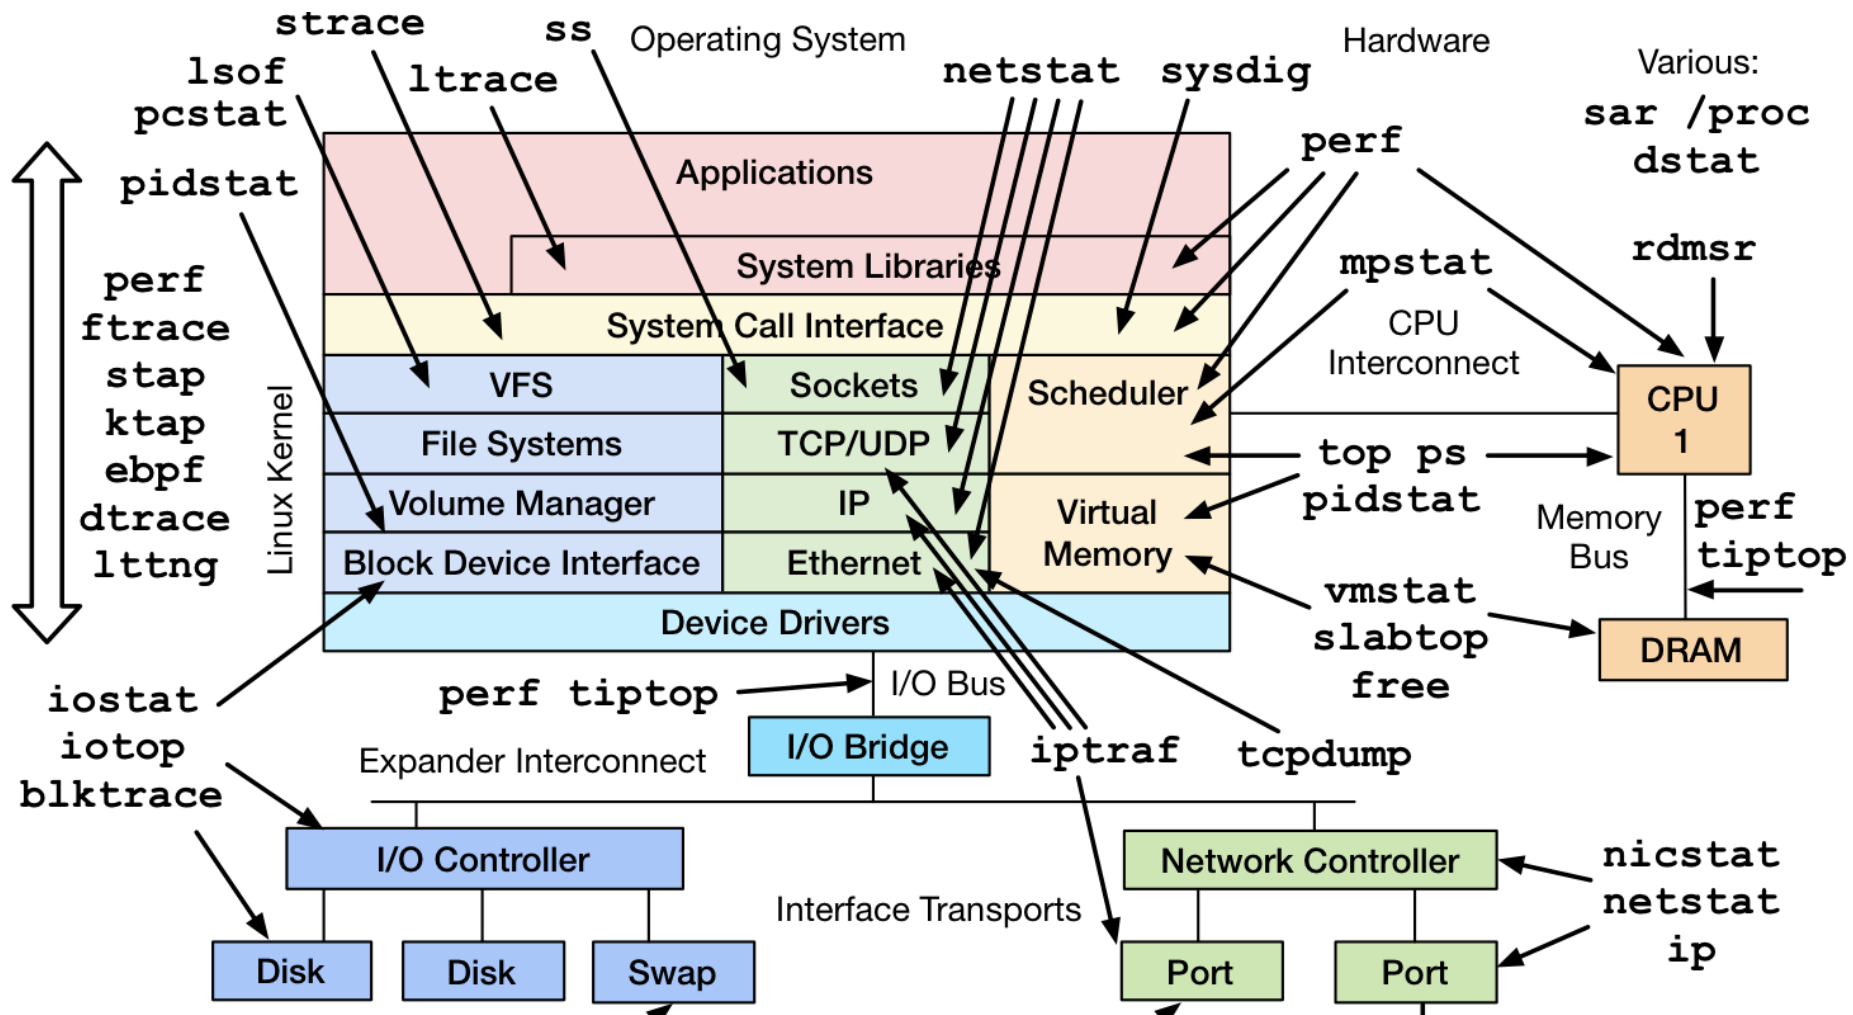 strace
ss
Operating System
Hardware
lsof
pcstat
ltrace
netstat
sysdig
Various:
sar /proc
dstat
perf
pidstat
Applications
System Libraries
mpstat
rdmsr
perf
ftrace
stap
ktap
ebpf
dtrace
lttng
Linux Kernel
System Call Interface
CPU
Interconnect
VFS
Sockets
Scheduler
CPU
1
File Systems
TCP/UDP
top ps
pidstat
Volume Manager
IP
Virtual
Memory
Memory
Bus
perf
tiptop
Block Device Interface
Ethernet
vmstat
slabtop
free
Device Drivers
DRAM
iostat
iotop
blktrace
perf tiptop
I/O Bus
I/O Bridge
iptraf
tcpdump
Expander Interconnect
I/O Controller
Network Controller
nicstat
netstat
ip
Interface Transports
Disk
Disk
Swap
Port
Port